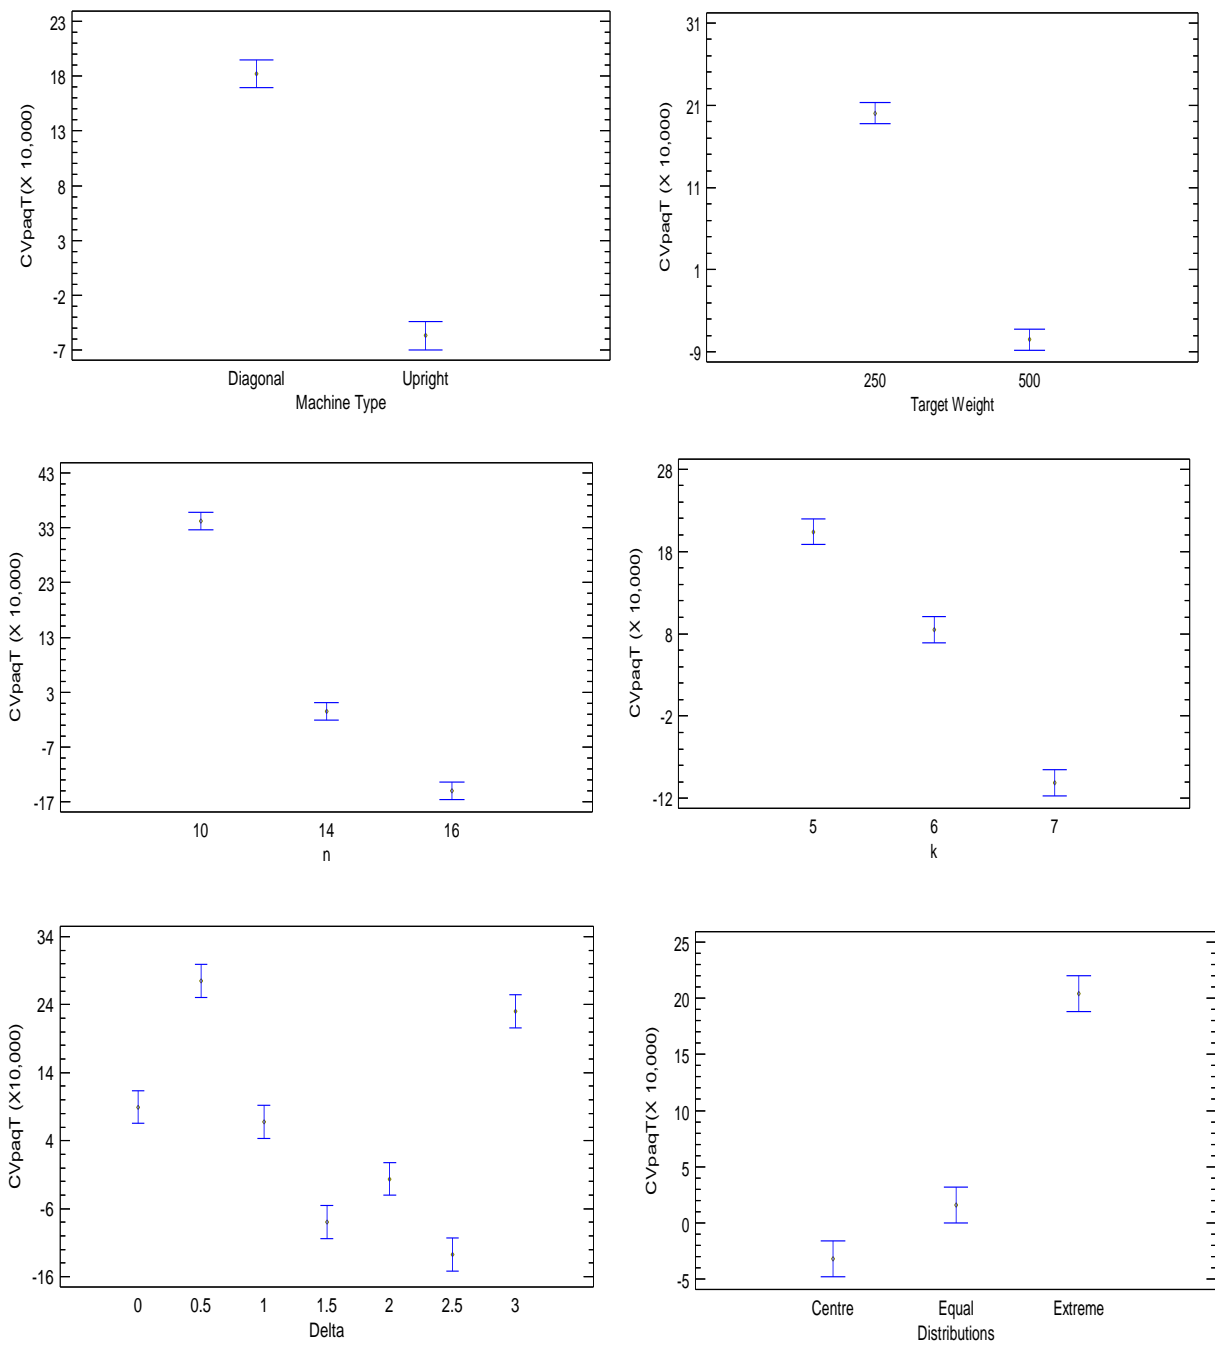 CVpaqT(X 10,000)
23
18
13
8
3
-2
-7
Diagonal Upright
Machine Type
CVpaqT (X 10,000)
31
21
11
1
-9
250 500
Target Weight
CVpaqT (X 10,000)
43
33
23
13
3
-7
-17
10 14 16
n
CVpaqT (X 10,000)
28
18
8
-2
-12
5 6 7
k
CVpaqT (X10,000)
34
24
14
4
-6
-16
0 0.5 1 1.5 2 2.5 3
Delta
CVpaqT(X 10,000)
25
20
15
10
5
0
-5
Centre Equal Extreme
Distributions